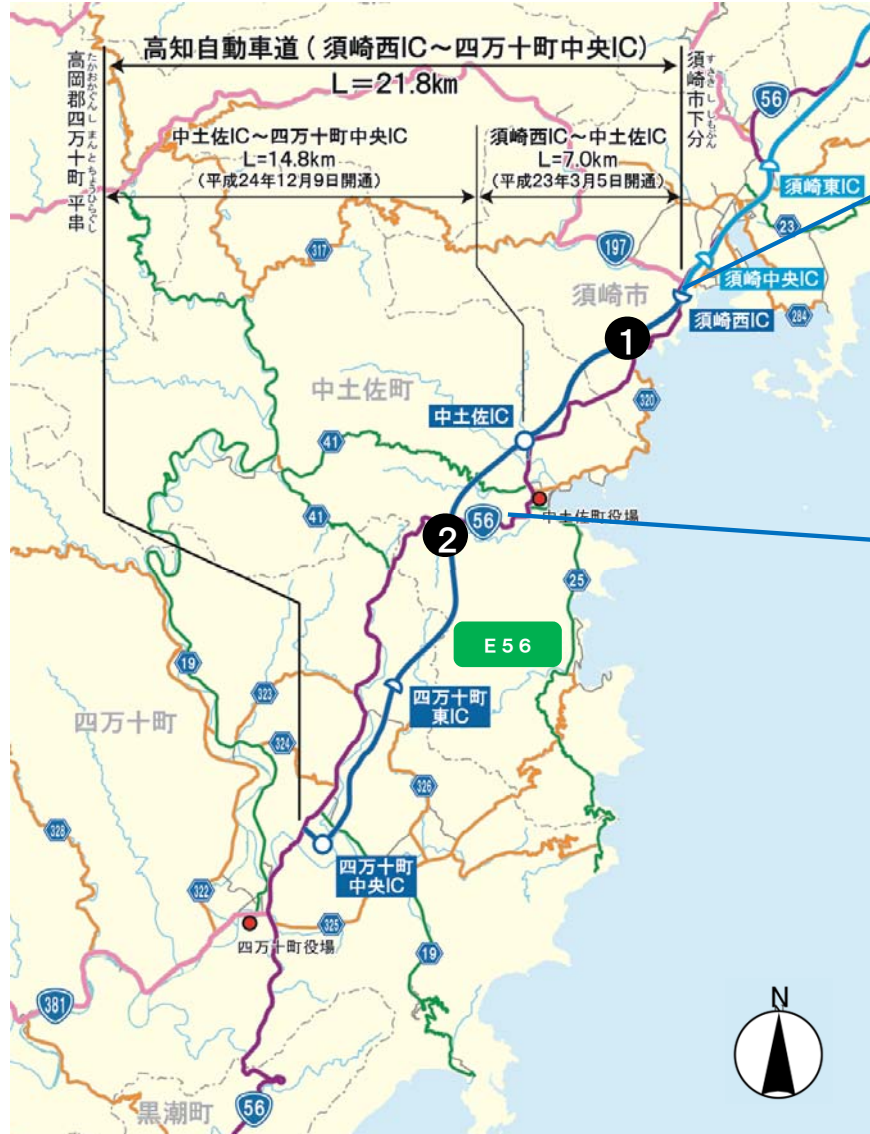 高知自動車道(須崎西IC～四万十町中央IC)
L=21.8km
高岡郡四万十町平串
たかおかぐんしまんとちょうひらぐし
須崎市下分
すさきししもぶん
中土佐IC～四万十町中央IC
L=14.8km
(平成24年12月9日開通)
須崎西IC～中土佐IC
L=7.0km
(平成23年3月5日開通)
56
須崎東IC
23
317
197
須崎中央IC
須崎市
須崎西IC
284
1
中土佐町
320
中土佐IC
41
41
56
中土佐町役場
2
25
E56
19
323
四万十町
東IC
四万十町
324
326
328
四万十町
中央IC
322
325
四万十町役場
19
381
N
黒潮町
56